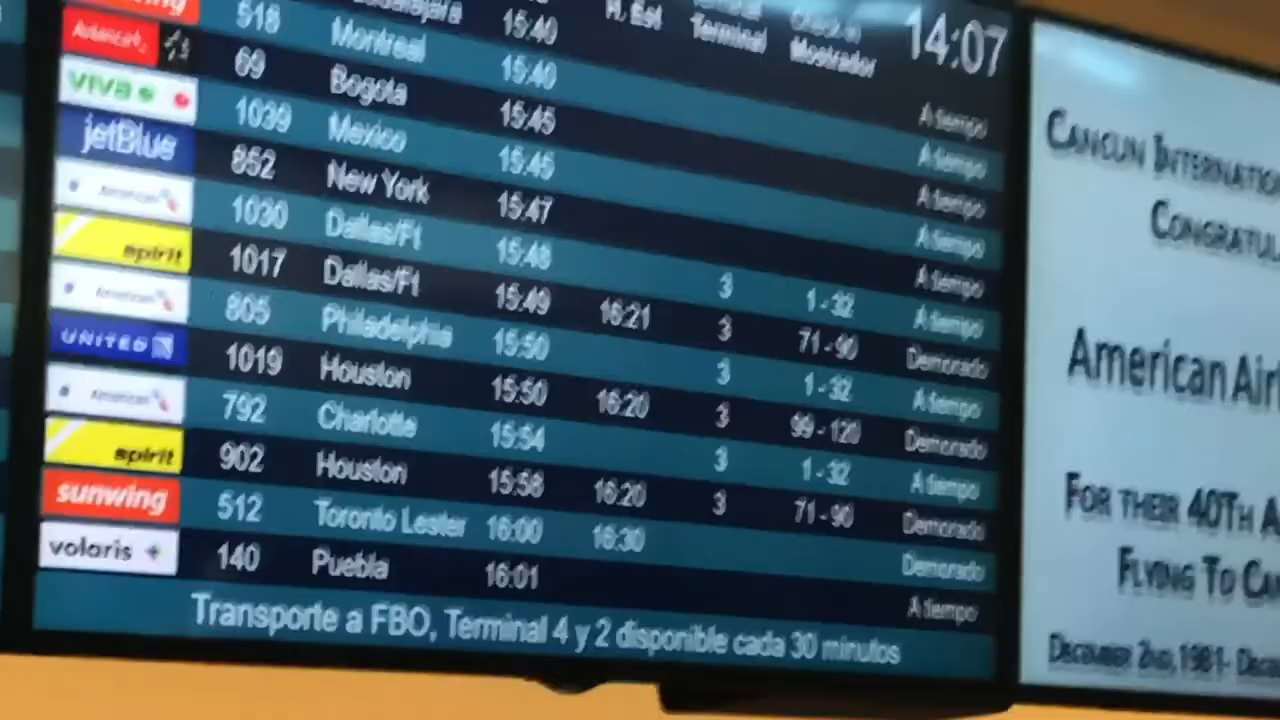 H. Est Terminal Mostrador 14:07
Guadalajara 15:40 A tiempo
wing 518 Montreal 15:40 A tiempo
69 Bogota 15:45 A tiempo
viva 1039 Mexico 15:45 A tiempo
jetBlue 852 New York 15:47 A tiempo
American 1030 Dallas/Ft 15:48 3 1 - 32 A tiempo
spirit 1017 Dallas/Ft 15:49 16:21 3 71 - 90 Demorado
American 805 Philadelphia 15:50 3 1 - 32 A tiempo
UNITED 1019 Houston 15:50 16:20 3 99 - 120 Demorado
American 792 Charlotte 15:54 3 1 - 32 A tiempo
spirit 902 Houston 15:58 16:20 3 71 - 90 Demorado
sunwing 512 Toronto Lester 16:00 16:30 Demorado
volaris 140 Puebla 16:01 A tiempo
Transporte a FBO, Terminal 4 y 2 disponible cada 30 minutos
CANCUN INTERNATIO
CONGRATUL
American Airl
FOR THEIR 40TH A
FLYING TO CA
DECEMBER 2ND, 1981- DECE